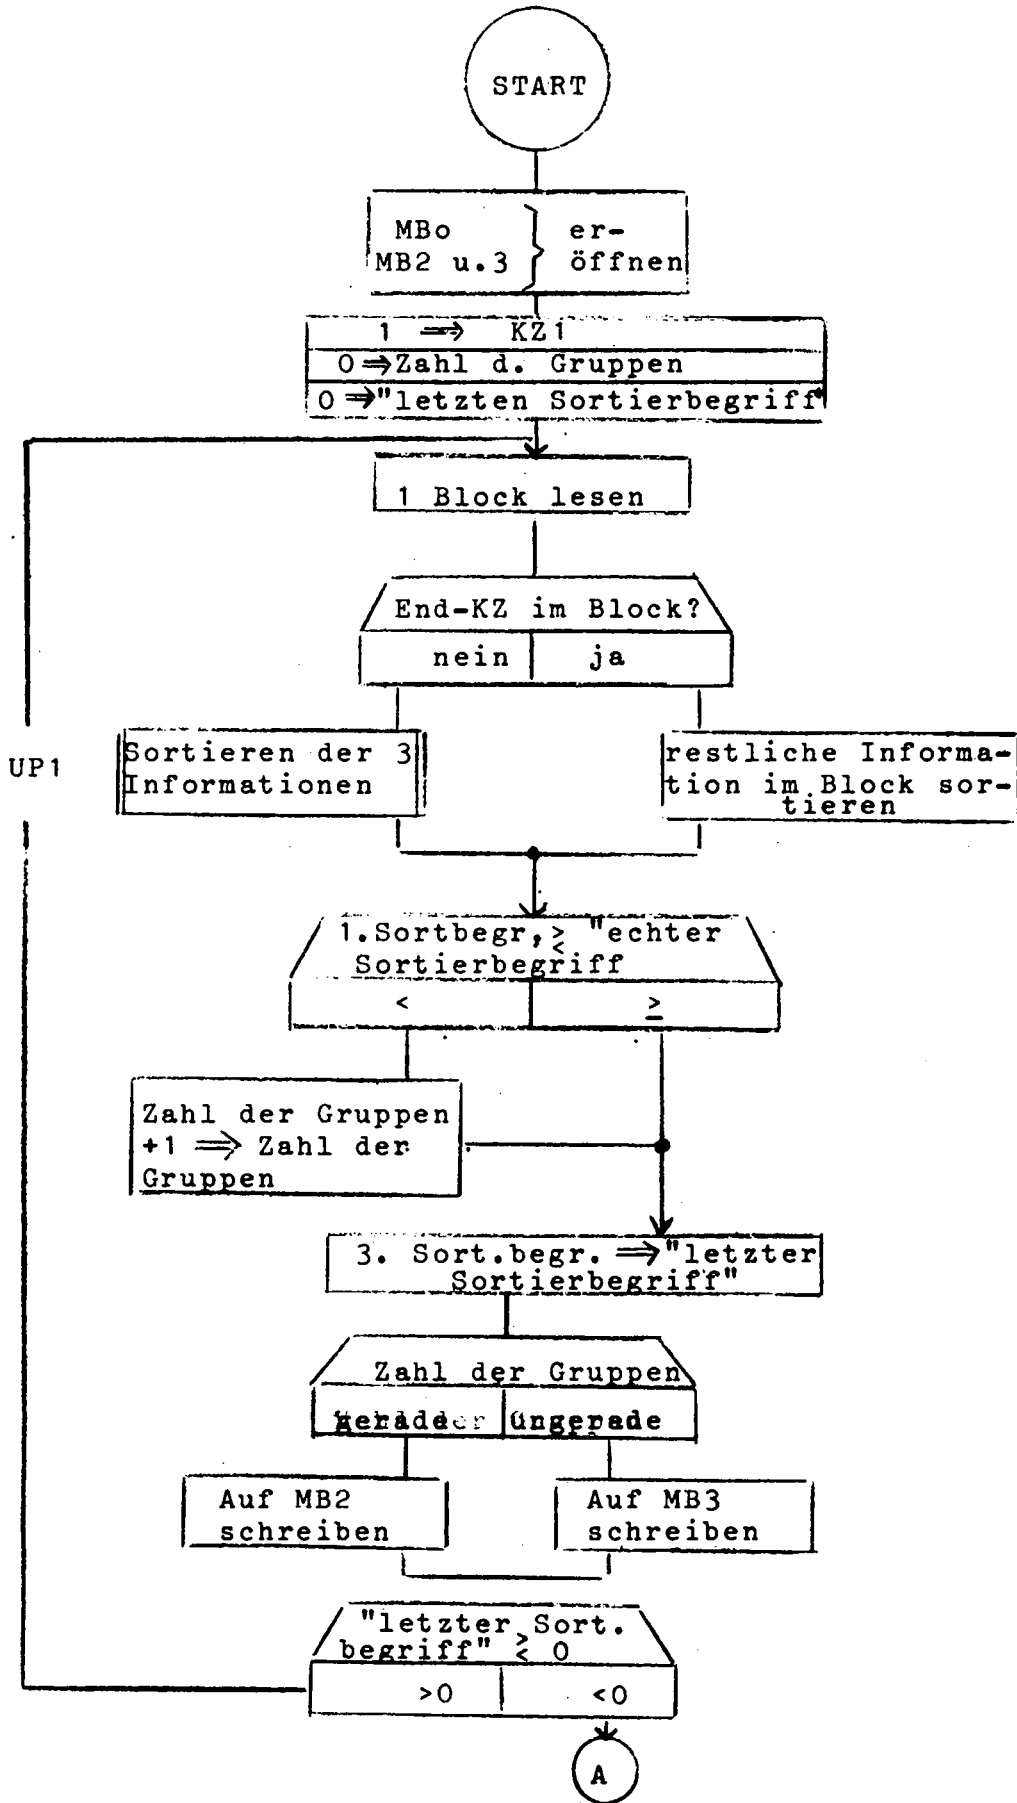 START
MBo
MB2 u.3
er-
öffnen
1 ⇒ KZ1
0⇒Zahl d. Gruppen
0⇒"letzten Sortierbegriff"
1 Block lesen
End-KZ im Block?
nein
ja
UP1
Sortieren der 3
Informationen
restliche Informa-
tion im Block sor-
tieren
1.Sortbegr, ≷ "echter
Sortierbegriff
<
≥
Zahl der Gruppen
+1 ⇒ Zahl der
Gruppen
3. Sort.begr. ⇒"letzter
Sortierbegriff"
Zahl der Gruppen
gerade
ungerade
Auf MB2
schreiben
Auf MB3
schreiben
"letzter Sort.
begriff" ≷ 0
>0
<0
A